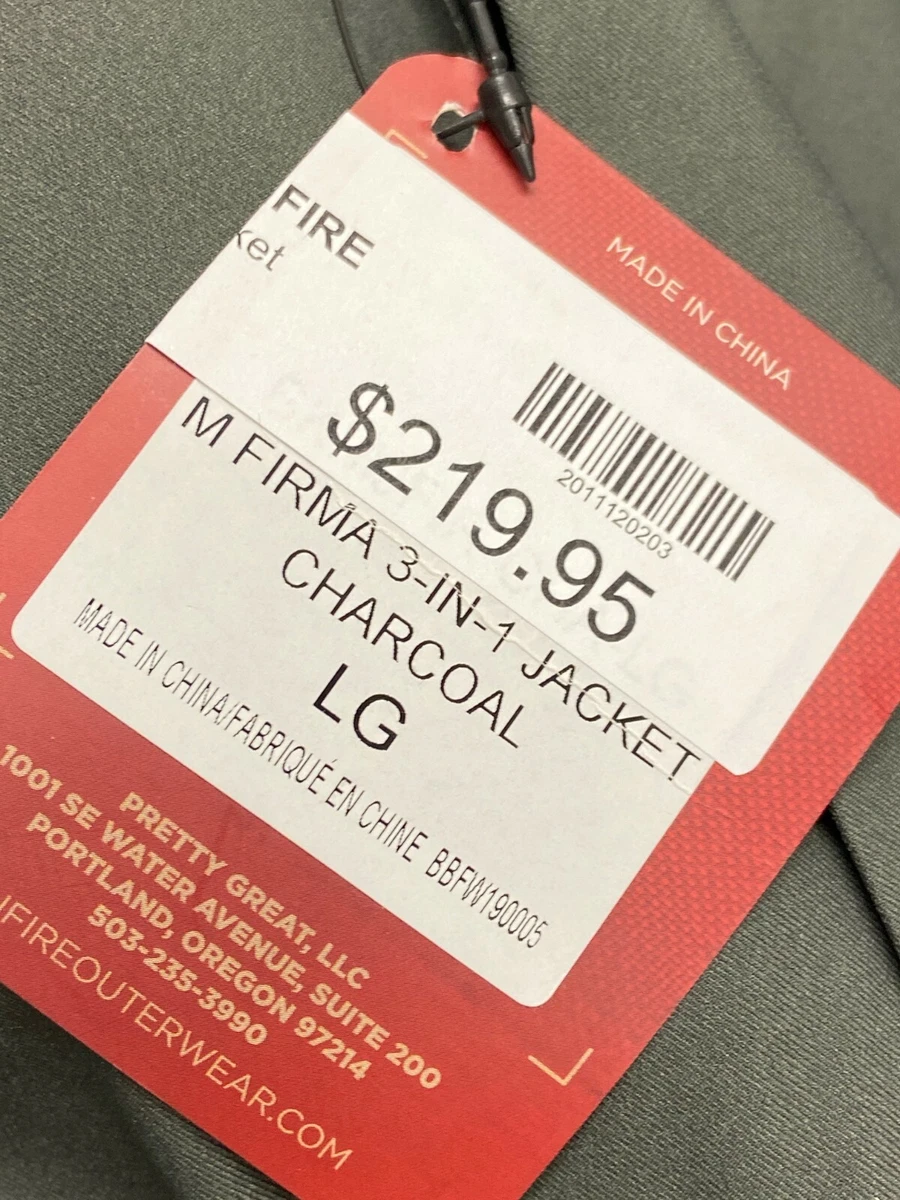 FIRE
ket
MADE IN CHINA
2011120203
$219.95
M FIRMA 3-IN-1 JACKET
CHARCOAL
LG
MADE IN CHINA/FABRIQUÉ EN CHINE BBFW190005
PRETTY GREAT, LLC
1001 SE WATER AVENUE, SUITE 200
PORTLAND, OREGON 97214
503-235-3990
FIREOUTERWEAR.COM